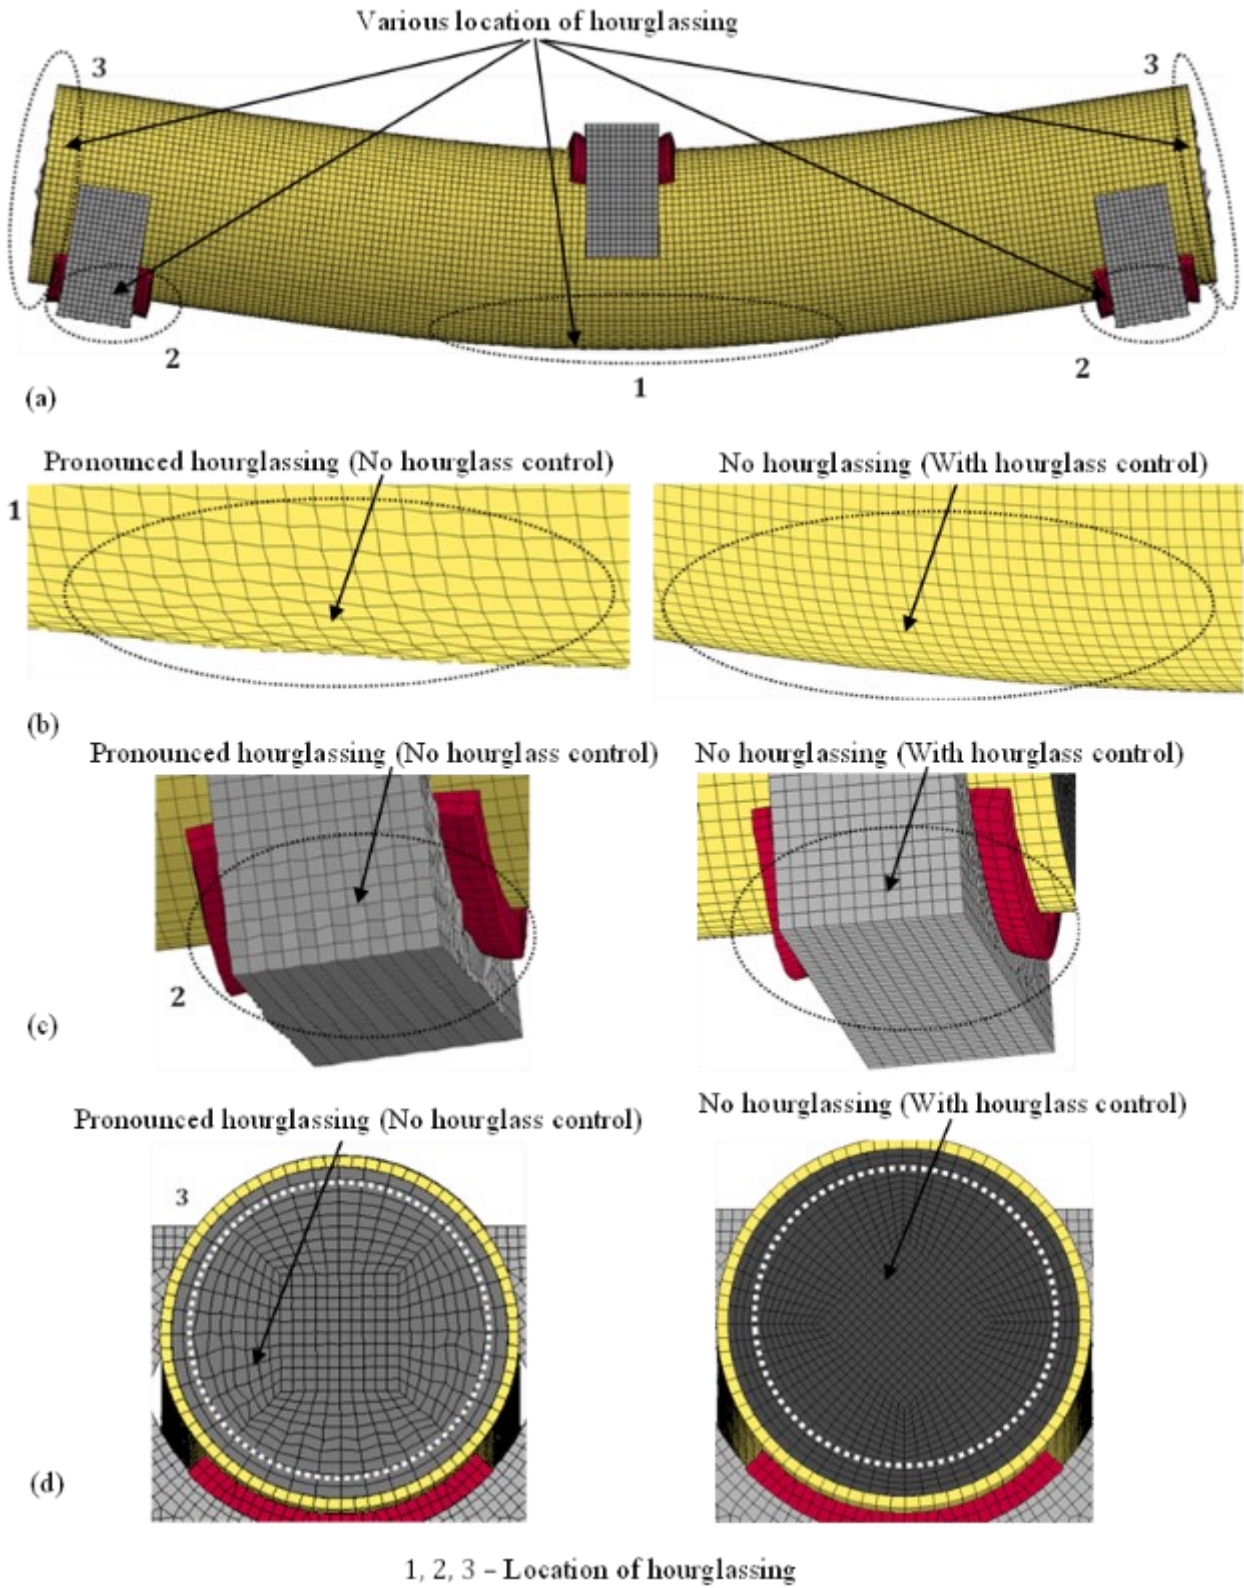 Various location of hourglassing
3
3
2
2
1
(a)
Pronounced hourglassing (No hourglass control)
No hourglassing (With hourglass control)
1
(b)
Pronounced hourglassing (No hourglass control)
No hourglassing (With hourglass control)
2
(c)
Pronounced hourglassing (No hourglass control)
No hourglassing (With hourglass control)
3
(d)
1, 2, 3 – Location of hourglassing